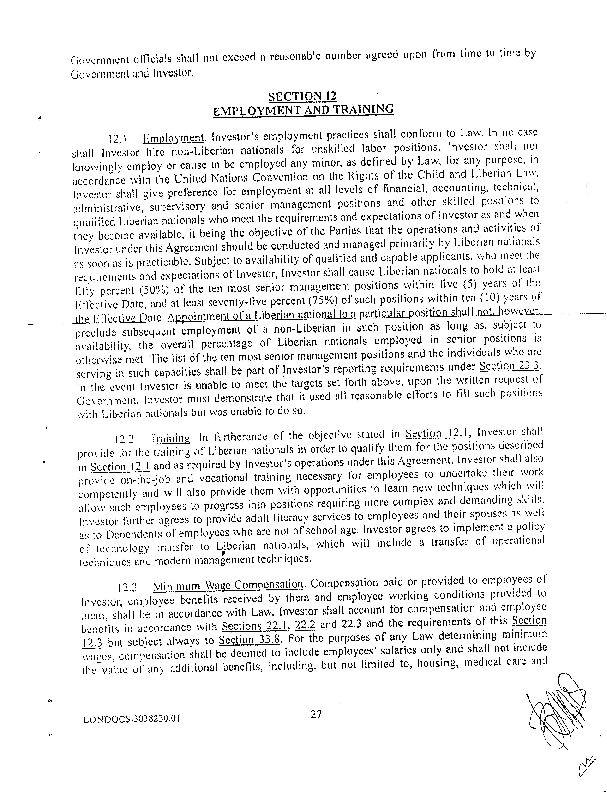 Government officials shall not exceed a reasonable number agreed upon from time to time by
Government and Investor.
SECTION 12
EMPLOYMENT AND TRAINING
12.1 Employment. Investor's employment practices shall conform to Law. In no case
shall Investor hire non-Liberian nationals for unskilled labor positions. Investor shall not
knowingly employ or cause to be employed any minor, as defined by Law, for any purpose, in
accordance with the United Nations Convention on the Rights of the Child and Liberian Law.
Investor shall give preference for employment at all levels of financial, accounting, technical,
administrative, supervisory and senior management positions and other skilled positions to
qualified Liberian nationals who meet the requirements and expectations of Investor as and when
they become available, it being the objective of the Parties that the operations and activities of
Investor under this Agreement should be conducted and managed primarily by Liberian nationals
as soon as is practicable. Subject to availability of qualified and capable applicants, who meet the
requirements and expectations of Investor, Investor shall cause Liberian nationals to hold at least
fifty percent (50%) of the ten most senior management positions within five (5) years of the
Effective Date, and at least seventy-five percent (75%) of such positions within ten (10) years of
the Effective Date. Appointment of a Liberian national to a particular position shall not, however,
preclude subsequent employment of a non-Liberian in such position as long as, subject to
availability, the overall percentage of Liberian nationals employed in senior positions is
otherwise met. The list of the ten most senior management positions and the individuals who are
serving in such capacities shall be part of Investor's reporting requirements under Section 22.3.
In the event Investor is unable to meet the targets set forth above, upon the written request of
Government, Investor must demonstrate that it used all reasonable efforts to fill such positions
with Liberian nationals but was unable to do so.
12.2 Training. In furtherance of the objective stated in Section 12.1, Investor shall
provide for the training of Liberian nationals in order to qualify them for the positions described
in Section 12.1 and as required by Investor's operations under this Agreement. Investor shall also
provide on-the-job and vocational training necessary for employees to undertake their work
competently and will also provide them with opportunities to learn new techniques which will
allow such employees to progress into positions requiring more complex and demanding skills.
Investor further agrees to provide adult literacy services to employees and their spouses as well
as to Dependents of employees who are not of school age. Investor agrees to implement a policy
of technology transfer to Liberian nationals, which will include a transfer of operational
techniques and modern management techniques.
12.3 Minimum Wage Compensation. Compensation paid or provided to employees of
Investor, employee benefits received by them and employee working conditions provided to
them, shall be in accordance with Law. Investor shall account for compensation and employee
benefits in accordance with Sections 22.1, 22.2 and 22.3 and the requirements of this Section
12.3 but subject always to Section 33.8. For the purposes of any Law determining minimum
wages, compensation shall be deemed to include employees' salaries only and shall not include
the value of any additional benefits, including, but not limited to, housing, medical care and
LONDOCS:3038230.01
27